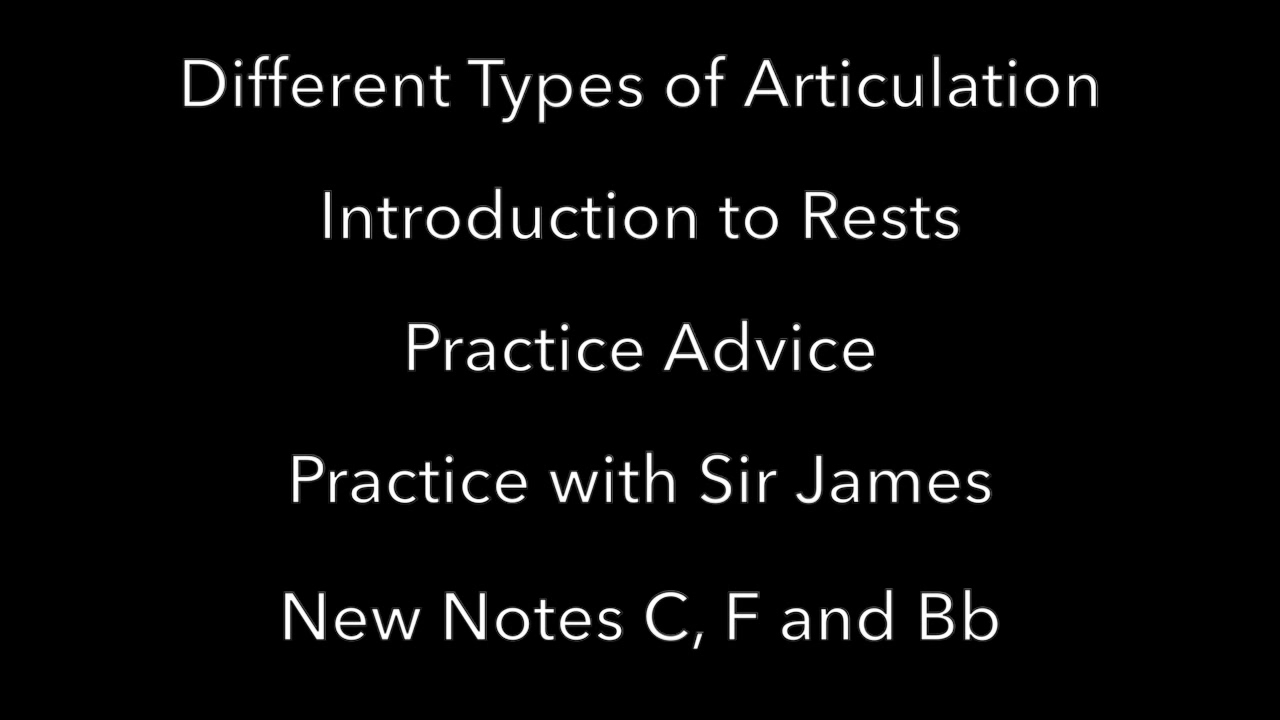 Different Types of Articulation
Introduction to Rests
Practice Advice
Practice with Sir James
New Notes C, F and Bb